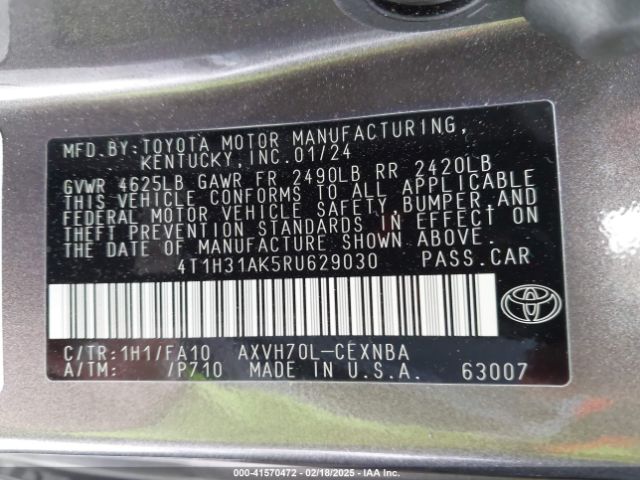 MFD.BY: TOYOTA MOTOR MANUFACTURING,
KENTUCKY, INC. 01/24
GVWR 4625LB GAWR FR 2490LB RR 2420LB
THIS VEHICLE CONFORMS TO ALL APPLICABLE
FEDERAL MOTOR VEHICLE SAFETY, BUMPER, AND
THEFT PREVENTION STANDARDS IN EFFECT ON
THE DATE OF MANUFACTURE SHOWN ABOVE.
4T1H31AK5RU629030 PASS.CAR
C/TR:1H1/FA10 AXVH70L-CEXNBA
A/TM: /P710 MADE IN U.S.A. 63007
000-41570472 - 02/18/2025 - IAA Inc.